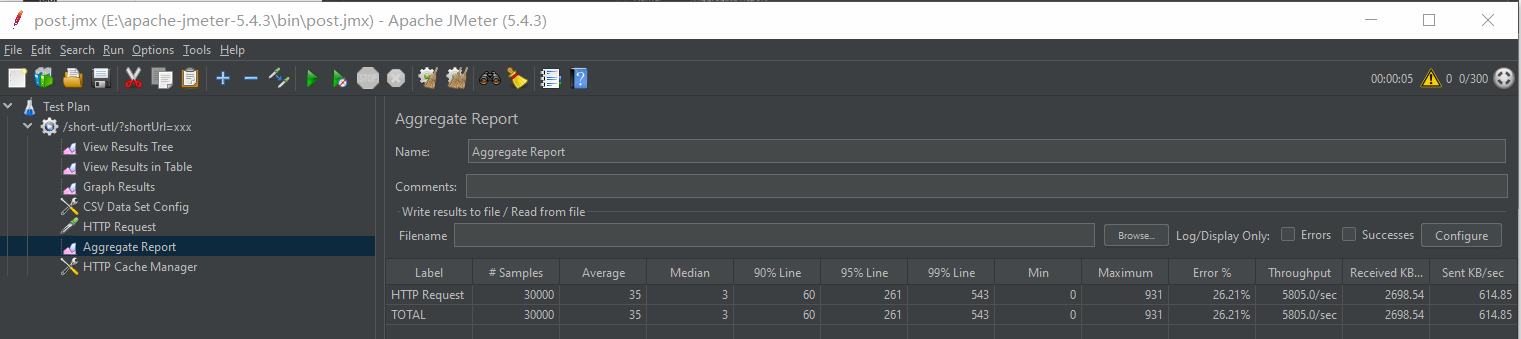 post.jmx (E:\apache-jmeter-5.4.3\bin\post.jmx) - Apache JMeter (5.4.3)
File Edit Search Run Options Tools Help
STOP 00:00:05 0 0/300
Test Plan
/short-utl/?shortUrl=xxx
View Results Tree
View Results in Table
Graph Results
CSV Data Set Config
HTTP Request
Aggregate Report
HTTP Cache Manager
Aggregate Report
Name: Aggregate Report
Comments:
Write results to file / Read from file
Filename Browse... Log/Display Only: Errors Successes Configure
Label # Samples Average Median 90% Line 95% Line 99% Line Min Maximum Error % Throughput Received KB... Sent KB/sec
HTTP Request 30000 35 3 60 261 543 0 931 26.21% 5805.0/sec 2698.54 614.85
TOTAL 30000 35 3 60 261 543 0 931 26.21% 5805.0/sec 2698.54 614.85